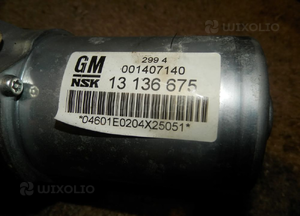 WIXOLIO
GM
299 4
001407140
NSK 13 136 675
*04601E0204X25051*
WIXOLIO